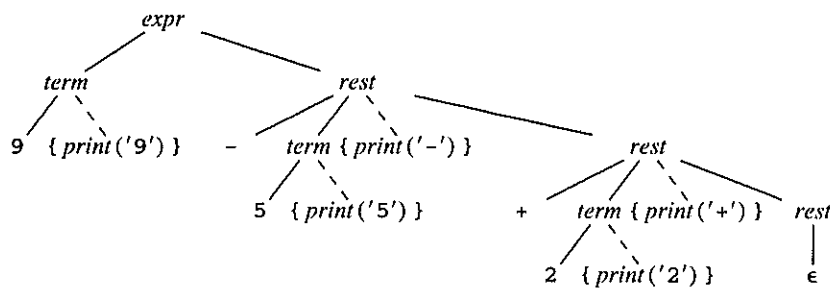 expr
term rest
9 { print('9') } - term { print('-') } rest
5 { print('5') } + term { print('+') } rest
2 { print('2') } ϵ